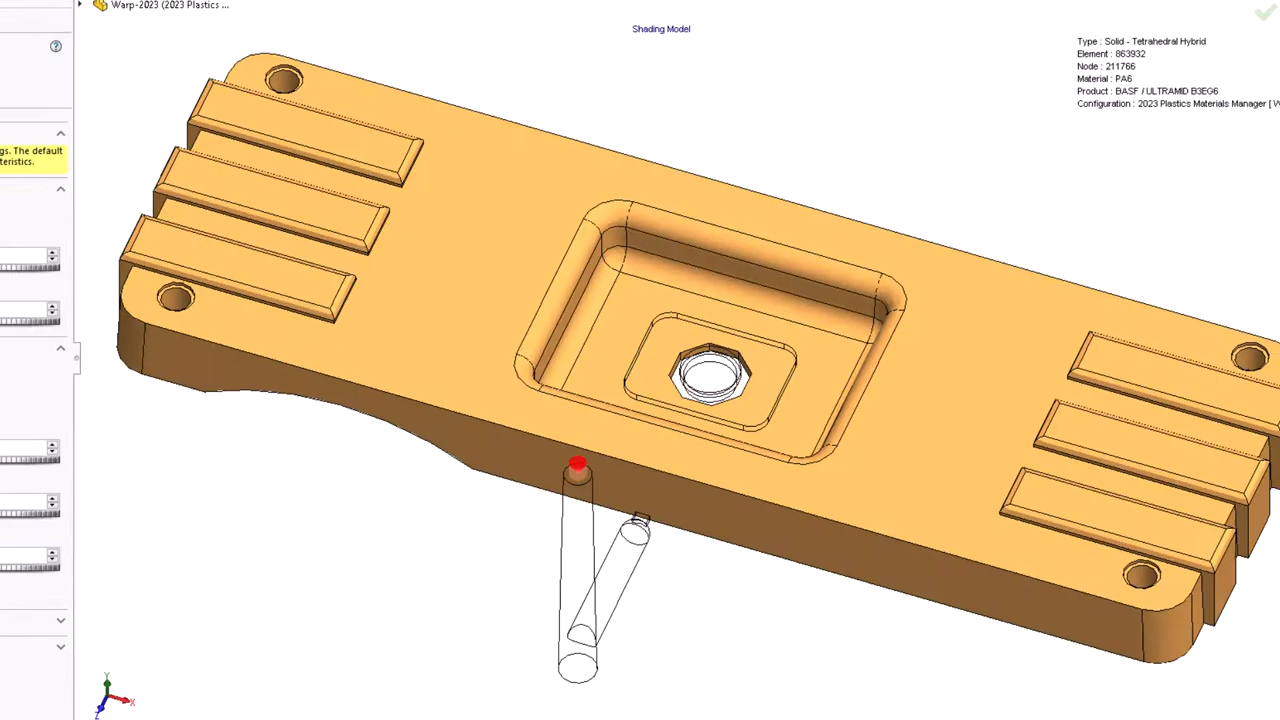 Warp-2023 (2023 Plastics ...
Shading Model
Type : Solid - Tetrahedral Hybrid
Element : 863932
Node : 211766
Material : PA6
Product : BASF / ULTRAMID B3EG6
Configuration : 2023 Plastics Materials Manager [
gs. The default
teristics.
Y
X
Z